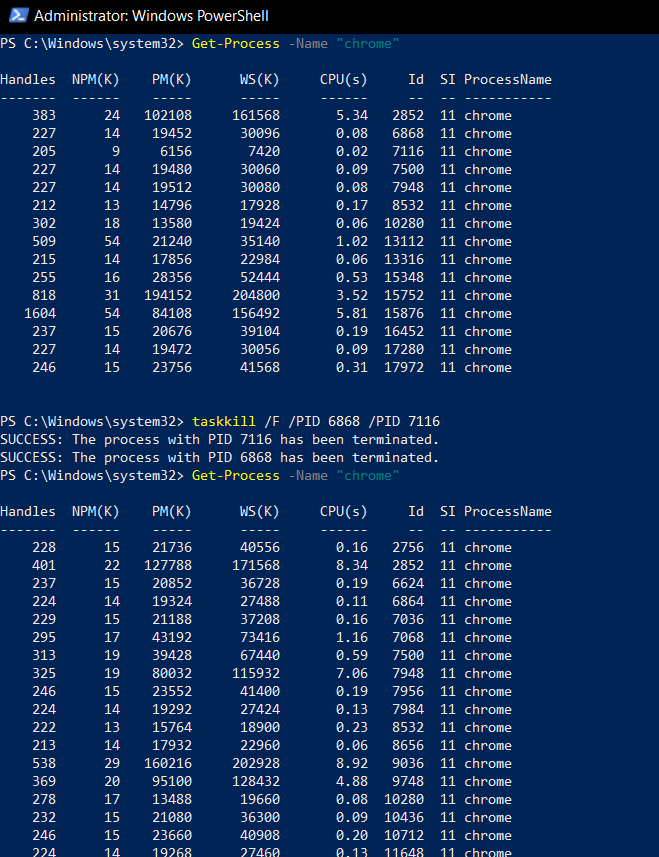 Administrator: Windows PowerShell
PS C:\Windows\system32> Get-Process -Name "chrome"
Handles NPM(K) PM(K) WS(K) CPU(s) Id SI ProcessName
------- ------ ----- ----- ------ -- -- -----------
383 24 102108 161568 5.34 2852 11 chrome
227 14 19452 30096 0.08 6868 11 chrome
205 9 6156 7420 0.02 7116 11 chrome
227 14 19480 30060 0.09 7500 11 chrome
227 14 19512 30080 0.08 7948 11 chrome
212 13 14796 17928 0.17 8532 11 chrome
302 18 13580 19424 0.06 10280 11 chrome
509 54 21240 35140 1.02 13112 11 chrome
215 14 17856 22984 0.06 13316 11 chrome
255 16 28356 52444 0.53 15348 11 chrome
818 31 194152 204800 3.52 15752 11 chrome
1604 54 84108 156492 5.81 15876 11 chrome
237 15 20676 39104 0.19 16452 11 chrome
227 14 19472 30056 0.09 17280 11 chrome
246 15 23756 41568 0.31 17972 11 chrome
PS C:\Windows\system32> taskkill /F /PID 6868 /PID 7116
SUCCESS: The process with PID 7116 has been terminated.
SUCCESS: The process with PID 6868 has been terminated.
PS C:\Windows\system32> Get-Process -Name "chrome"
Handles NPM(K) PM(K) WS(K) CPU(s) Id SI ProcessName
------- ------ ----- ----- ------ -- -- -----------
228 15 21736 40556 0.16 2756 11 chrome
401 22 127788 171568 8.34 2852 11 chrome
237 15 20852 36728 0.19 6624 11 chrome
224 14 19324 27488 0.11 6864 11 chrome
229 15 21188 37208 0.16 7036 11 chrome
295 17 43192 73416 1.16 7068 11 chrome
313 19 39428 67440 0.59 7500 11 chrome
325 19 80032 115932 7.06 7948 11 chrome
246 15 23552 41400 0.19 7956 11 chrome
224 14 19292 27424 0.13 7984 11 chrome
222 13 15764 18900 0.23 8532 11 chrome
213 14 17932 22960 0.06 8656 11 chrome
538 29 160216 202928 8.92 9036 11 chrome
369 20 95100 128432 4.88 9748 11 chrome
278 17 13488 19660 0.08 10280 11 chrome
232 15 21080 36300 0.09 10436 11 chrome
246 15 23660 40908 0.20 10712 11 chrome
224 14 19268 27460 0.13 11648 11 chrome